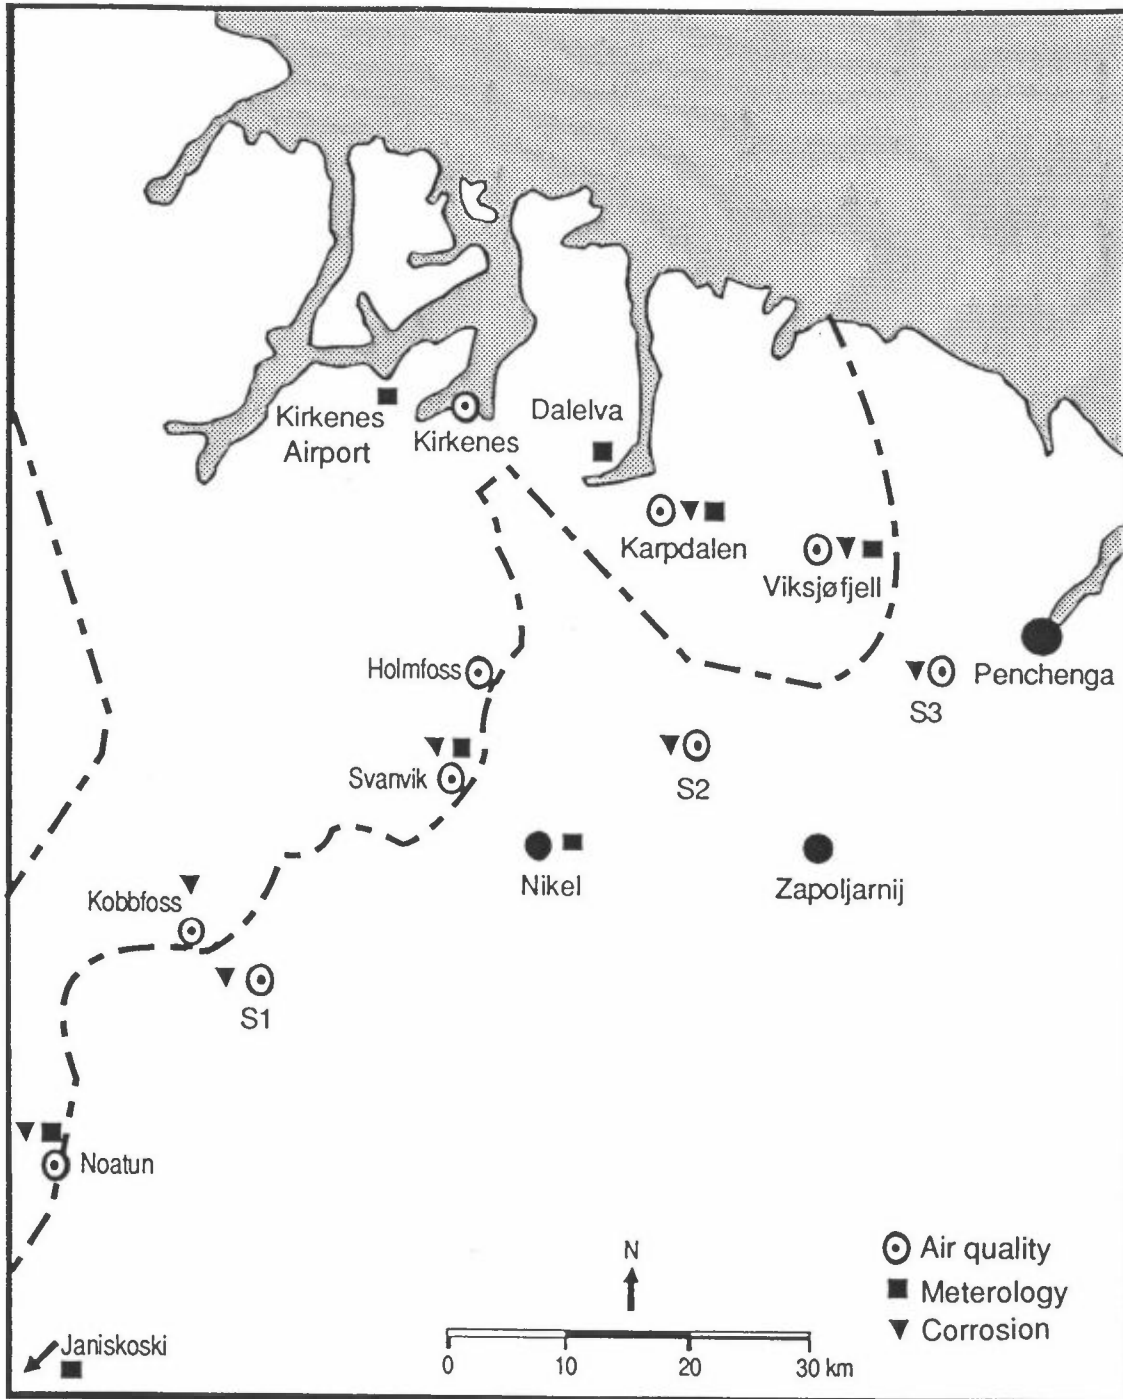 Kirkenes
Airport
Kirkenes
Dalelva
Karpdalen
Viksjøfjell
Holmfoss
Penchenga
S3
Svanvik
S2
Nikel
Zapoljarnij
Kobbfoss
S1
Noatun
N
Air quality
Meterology
Corrosion
Janiskoski
0 10 20 30 km